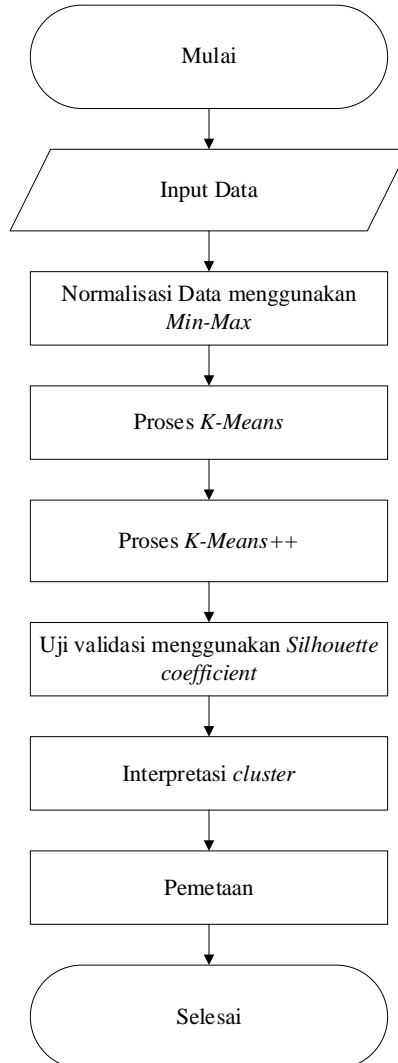 Mulai
Input Data
Normalisasi Data menggunakan
Min-Max
Proses K-Means
Proses K-Means++
Uji validasi menggunakan Silhouette
coefficient
Interpretasi cluster
Pemetaan
Selesai